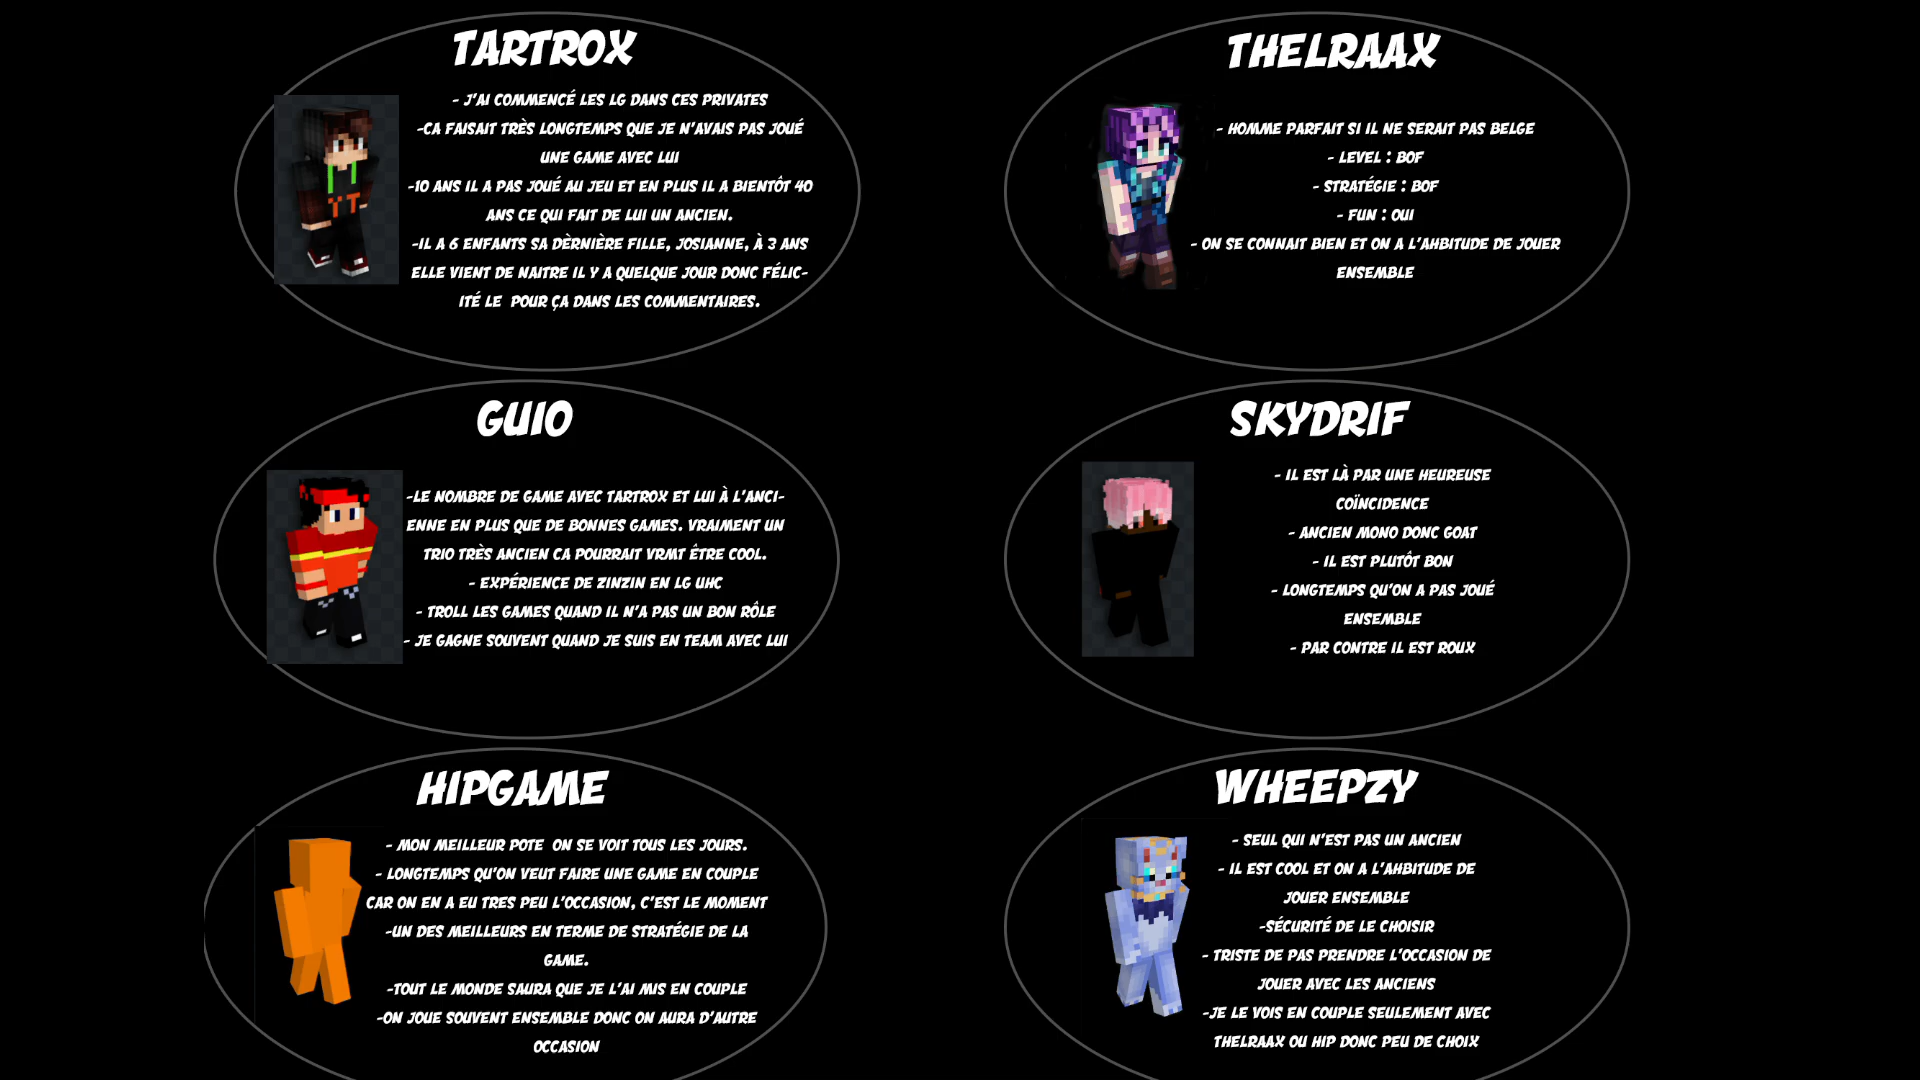 TARTROX
- J'AI COMMENCÉ LES LG DANS CES PRIVATES
-CA FAISAIT TRÈS LONGTEMPS QUE JE N'AVAIS PAS JOUÉ
UNE GAME AVEC LUI
-10 ANS IL A PAS JOUÉ AU JEU ET EN PLUS IL A BIENTÔT 40
ANS CE QUI FAIT DE LUI UN ANCIEN.
-IL A 6 ENFANTS SA DÈRNIÈRE FILLE, JOSIANNE, À 3 ANS
ELLE VIENT DE NAITRE IL Y A QUELQUE JOUR DONC FÉLIC-
ITÉ LE POUR ÇA DANS LES COMMENTAIRES.
THELRAAX
- HOMME PARFAIT SI IL NE SERAIT PAS BELGE
- LEVEL : BOF
- STRATÉGIE : BOF
- FUN : OUI
- ON SE CONNAIT BIEN ET ON A L'AHBITUDE DE JOUER
ENSEMBLE
GUIO
-LE NOMBRE DE GAME AVEC TARTROX ET LUI À L'ANCI-
ENNE EN PLUS QUE DE BONNES GAMES. VRAIMENT UN
TRIO TRÈS ANCIEN CA POURRAIT VRMT ÊTRE COOL.
- EXPÉRIENCE DE ZINZIN EN LG UHC
- TROLL LES GAMES QUAND IL N'A PAS UN BON RÔLE
- JE GAGNE SOUVENT QUAND JE SUIS EN TEAM AVEC LUI
SKYDRIF
- IL EST LÀ PAR UNE HEUREUSE
COÏNCIDENCE
- ANCIEN MONO DONC GOAT
- IL EST PLUTÔT BON
- LONGTEMPS QU'ON A PAS JOUÉ
ENSEMBLE
- PAR CONTRE IL EST ROUX
HIPGAME
- MON MEILLEUR POTE ON SE VOIT TOUS LES JOURS.
- LONGTEMPS QU'ON VEUT FAIRE UNE GAME EN COUPLE
CAR ON EN A EU TRES PEU L'OCCASION, C'EST LE MOMENT
-UN DES MEILLEURS EN TERME DE STRATÉGIE DE LA
GAME.
-TOUT LE MONDE SAURA QUE JE L'AI MIS EN COUPLE
-ON JOUE SOUVENT ENSEMBLE DONC ON AURA D'AUTRE
OCCASION
WHEEPZY
- SEUL QUI N'EST PAS UN ANCIEN
- IL EST COOL ET ON A L'AHBITUDE DE
JOUER ENSEMBLE
-SÉCURITÉ DE LE CHOISIR
- TRISTE DE PAS PRENDRE L'OCCASION DE
JOUER AVEC LES ANCIENS
-JE LE VOIS EN COUPLE SEULEMENT AVEC
THELRAAX OU HIP DONC PEU DE CHOIX